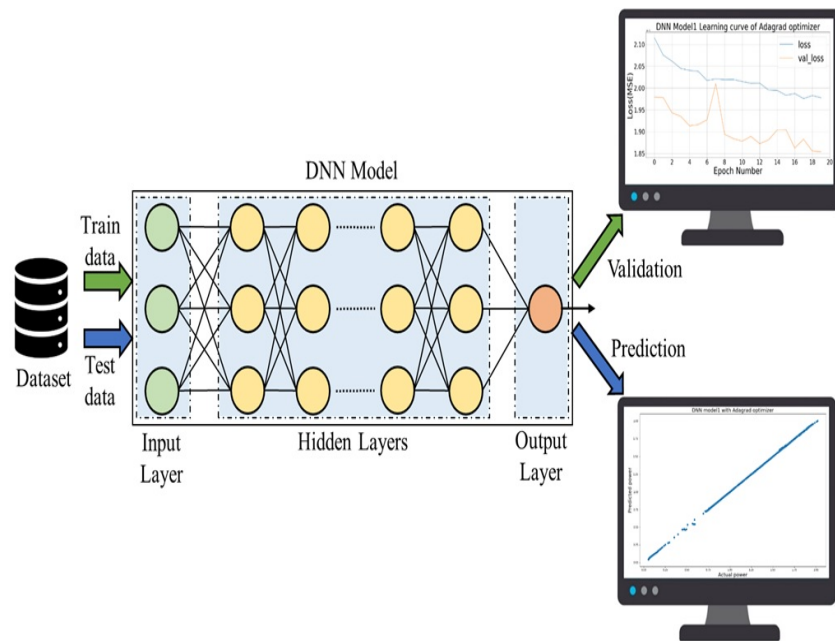 DNN Model1 Learning curve of Adagrad optimizer
loss
val_loss
2.10
2.05
2.00
1.95
1.90
1.85
Loss(MSE)
0 2 4 6 8 10 12 14 16 18 20
Epoch Number
DNN Model
Train
data
Test
data
Dataset
Input
Layer
Hidden Layers
Output
Layer
Validation
Prediction
DNN model1 with Adagrad optimizer
Predicted power
Actual power